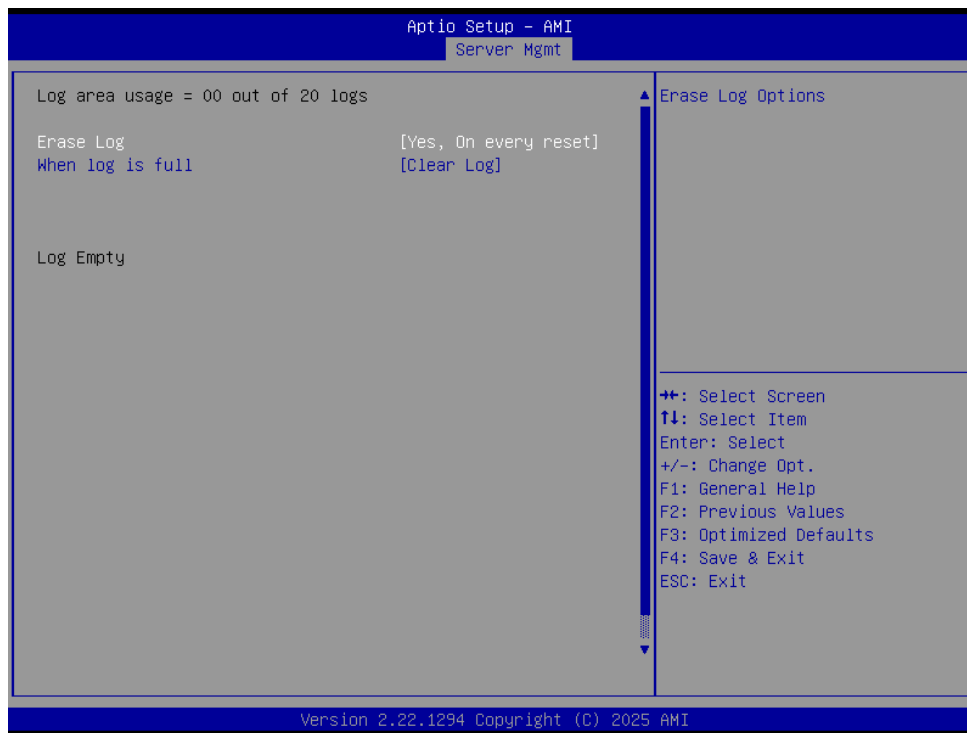 Aptio Setup - AMI
Server Mgmt
Log area usage = 00 out of 20 logs
Erase Log [Yes, On every reset]
When log is full [Clear Log]
Log Empty
Erase Log Options
→←: Select Screen
↑↓: Select Item
Enter: Select
+/-: Change Opt.
F1: General Help
F2: Previous Values
F3: Optimized Defaults
F4: Save & Exit
ESC: Exit
Version 2.22.1294 Copyright (C) 2025 AMI